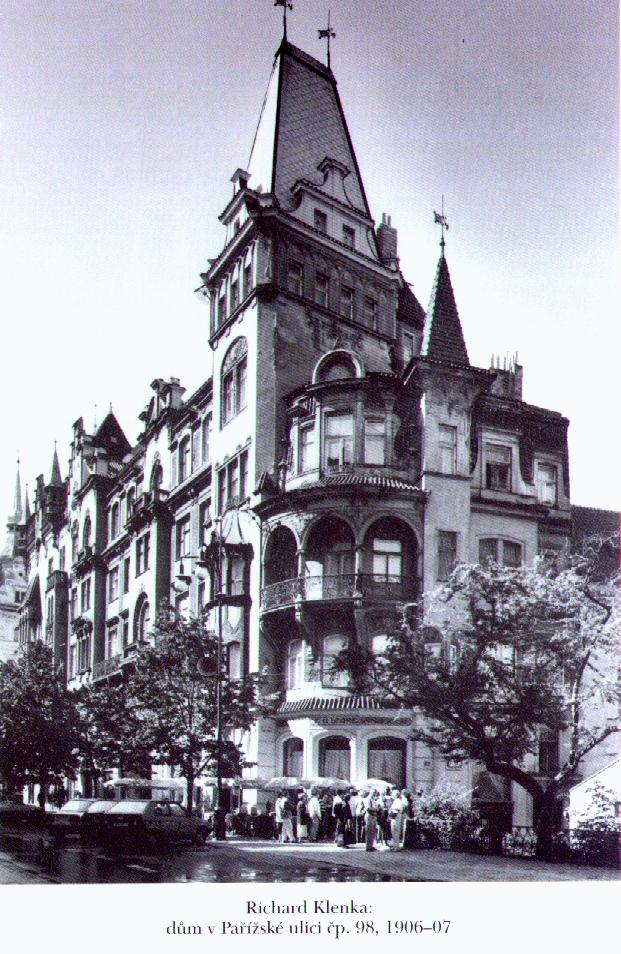 Richard Klenka:
dům v Pařížské ulici čp. 98, 1906–07